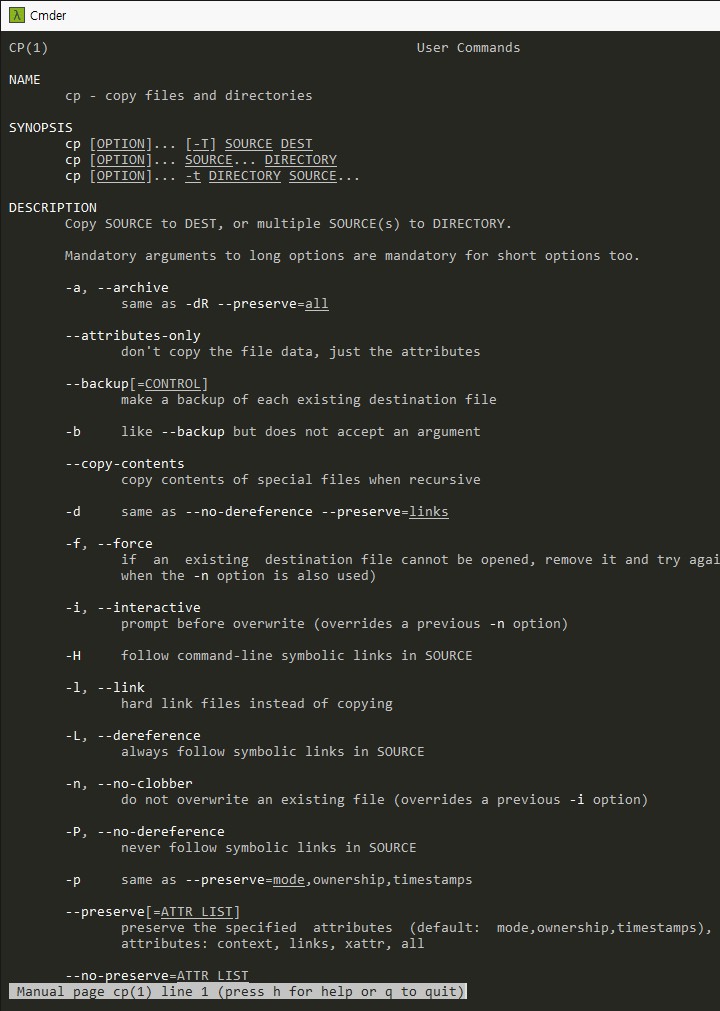 Cmder
CP(1) User Commands
NAME
cp - copy files and directories
SYNOPSIS
cp [OPTION]... [-T] SOURCE DEST
cp [OPTION]... SOURCE... DIRECTORY
cp [OPTION]... -t DIRECTORY SOURCE...
DESCRIPTION
Copy SOURCE to DEST, or multiple SOURCE(s) to DIRECTORY.
Mandatory arguments to long options are mandatory for short options too.
-a, --archive
same as -dR --preserve=all
--attributes-only
don't copy the file data, just the attributes
--backup[=CONTROL]
make a backup of each existing destination file
-b like --backup but does not accept an argument
--copy-contents
copy contents of special files when recursive
-d same as --no-dereference --preserve=links
-f, --force
if an existing destination file cannot be opened, remove it and try agai
when the -n option is also used)
-i, --interactive
prompt before overwrite (overrides a previous -n option)
-H follow command-line symbolic links in SOURCE
-l, --link
hard link files instead of copying
-L, --dereference
always follow symbolic links in SOURCE
-n, --no-clobber
do not overwrite an existing file (overrides a previous -i option)
-P, --no-dereference
never follow symbolic links in SOURCE
-p same as --preserve=mode,ownership,timestamps
--preserve[=ATTR_LIST]
preserve the specified attributes (default: mode,ownership,timestamps),
attributes: context, links, xattr, all
--no-preserve=ATTR_LIST
Manual page cp(1) line 1 (press h for help or q to quit)